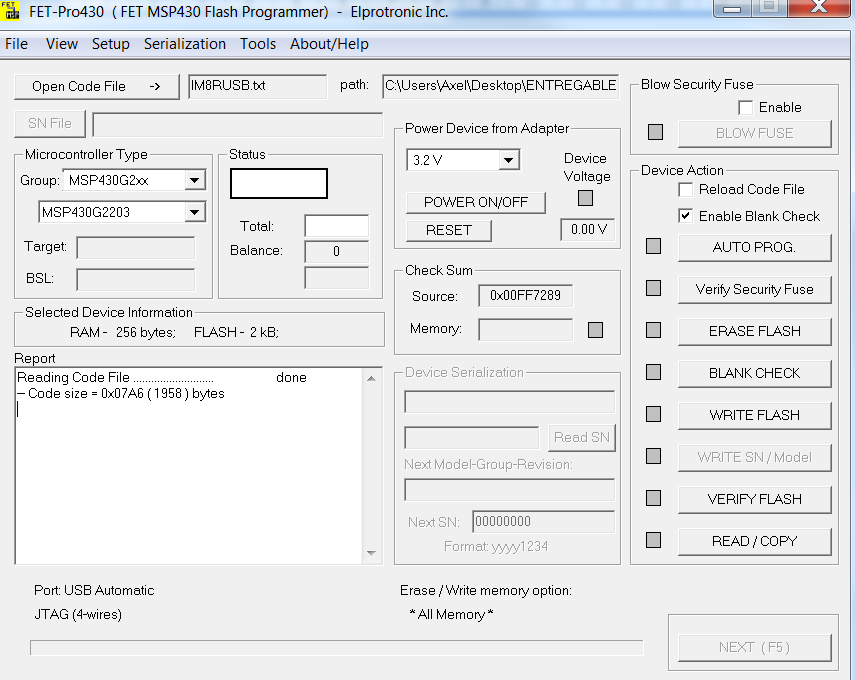 FET
FET-Pro430 ( FET MSP430 Flash Programmer) - Elprotronic Inc.
File View Setup Serialization Tools About/Help
Open Code File -> IM8RUSB.txt path: C:\Users\Axel\Desktop\ENTREGABLE
SN File
Microcontroller Type
Group: MSP430G2xx
MSP430G2203
Target:
BSL:
Status
Total:
Balance: 0
Selected Device Information
RAM - 256 bytes; FLASH - 2 kB;
Report
Reading Code File ........................... done
-- Code size = 0x07A6 ( 1958 ) bytes
Power Device from Adapter
3.2 V
Device
Voltage
POWER ON/OFF
RESET
0.00 V
Check Sum
Source: 0x00FF7289
Memory:
Device Serialization
Read SN
Next Model-Group-Revision:
Next SN: 00000000
Format: yyyy1234
Blow Security Fuse
Enable
BLOW FUSE
Device Action
Reload Code File
Enable Blank Check
AUTO PROG.
Verify Security Fuse
ERASE FLASH
BLANK CHECK
WRITE FLASH
WRITE SN / Model
VERIFY FLASH
READ / COPY
Port: USB Automatic
JTAG (4-wires)
Erase / Write memory option:
* All Memory *
NEXT ( F5 )